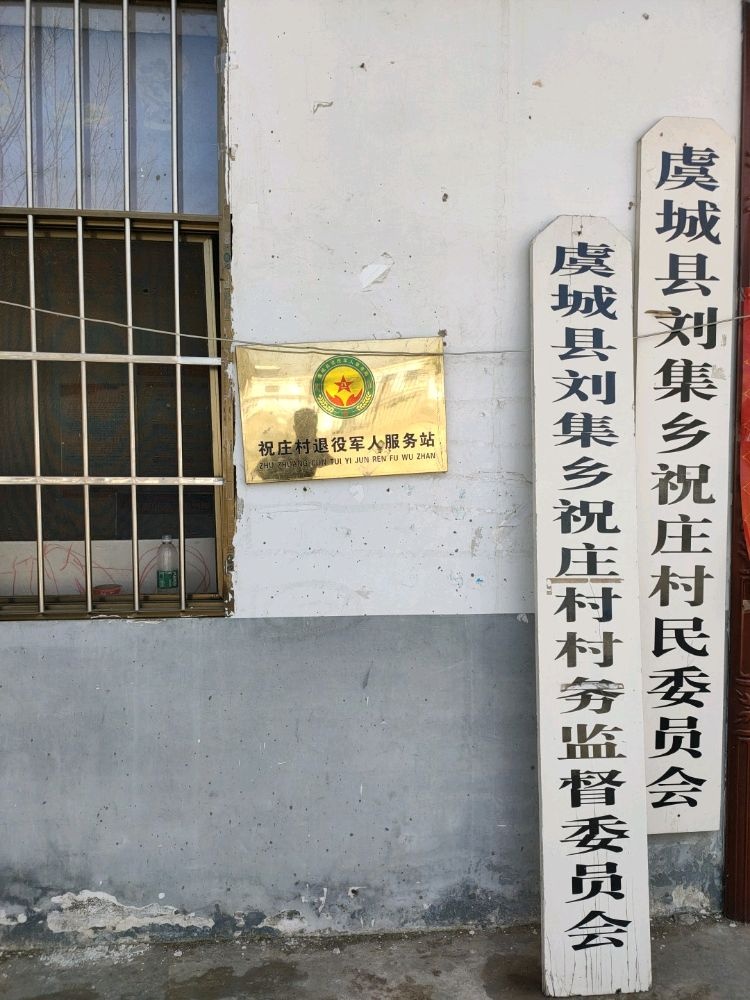 祝庄村退役军人服务站
ZHU ZHUANG CUN TUI YI JUN REN FU WU ZHAN
虞城县刘集乡祝庄村村务监督委员会
虞城县刘集乡祝庄村民委员会